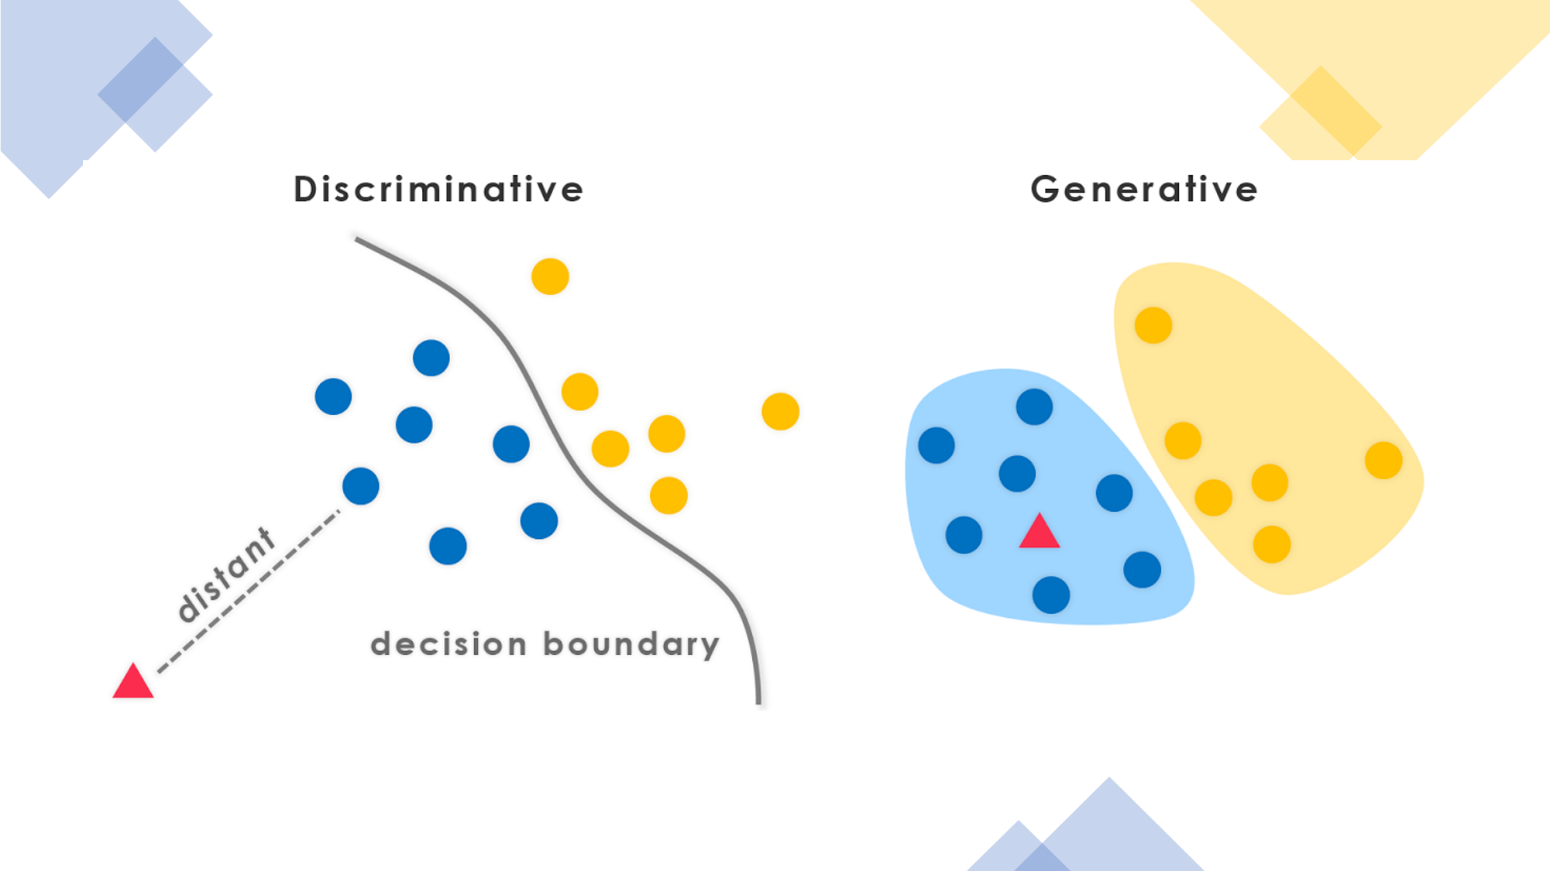 Discriminative
Generative
distant
decision boundary